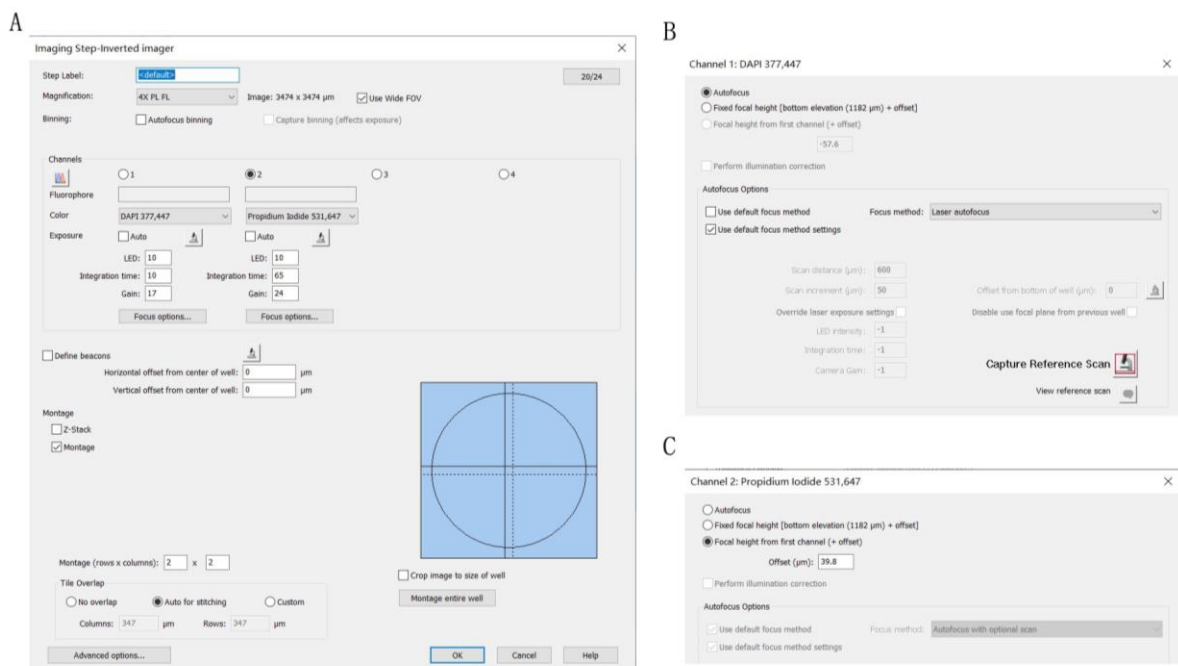 A
Imaging Step-Inverted imager
Step Label: <default> 20/24
Magnification: 4X PL FL Image: 3474 x 3474 µm Use Wide FOV
Binning: Autofocus binning Capture binning (affects exposure)
Channels
1 2 3 4
Fluorophore
Color DAPI 377,447 Propidium Iodide 531,647
Exposure Auto Auto
LED: 10 LED: 10
Integration time: 10 Integration time: 65
Gain: 17 Gain: 24
Focus options... Focus options...
Define beacons
Horizontal offset from center of well: 0 µm
Vertical offset from center of well: 0 µm
Montage
Z-Stack
Montage
Montage (rows x columns): 2 x 2
Crop image to size of well
Tile Overlap
Montage entire well
No overlap Auto for stitching Custom
Columns: 347 µm Rows: 347 µm
Advanced options... OK Cancel Help
B
Channel 1: DAPI 377,447
Autofocus
Fixed focal height [bottom elevation (1182 µm) + offset]
Focal height from first channel (+ offset)
-57.6
Perform illumination correction
Autofocus Options
Use default focus method Focus method: Laser autofocus
Use default focus method settings
Scan distance (µm): 600
Scan increment (µm): 50 Offset from bottom of well (µm): 0
Override laser exposure settings Disable use focal plane from previous well
LED intensity: -1
Integration time: -1
Camera Gain: -1
Capture Reference Scan
View reference scan
C
Channel 2: Propidium Iodide 531,647
Autofocus
Fixed focal height [bottom elevation (1182 µm) + offset]
Focal height from first channel (+ offset)
Offset (µm): 39.8
Perform illumination correction
Autofocus Options
Use default focus method Focus method: Autofocus with optional scan
Use default focus method settings